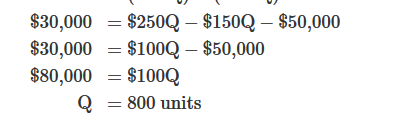 $30,000 = $250Q – $150Q – $50,000
$30,000 = $100Q – $50,000
$80,000 = $100Q
Q = 800 units